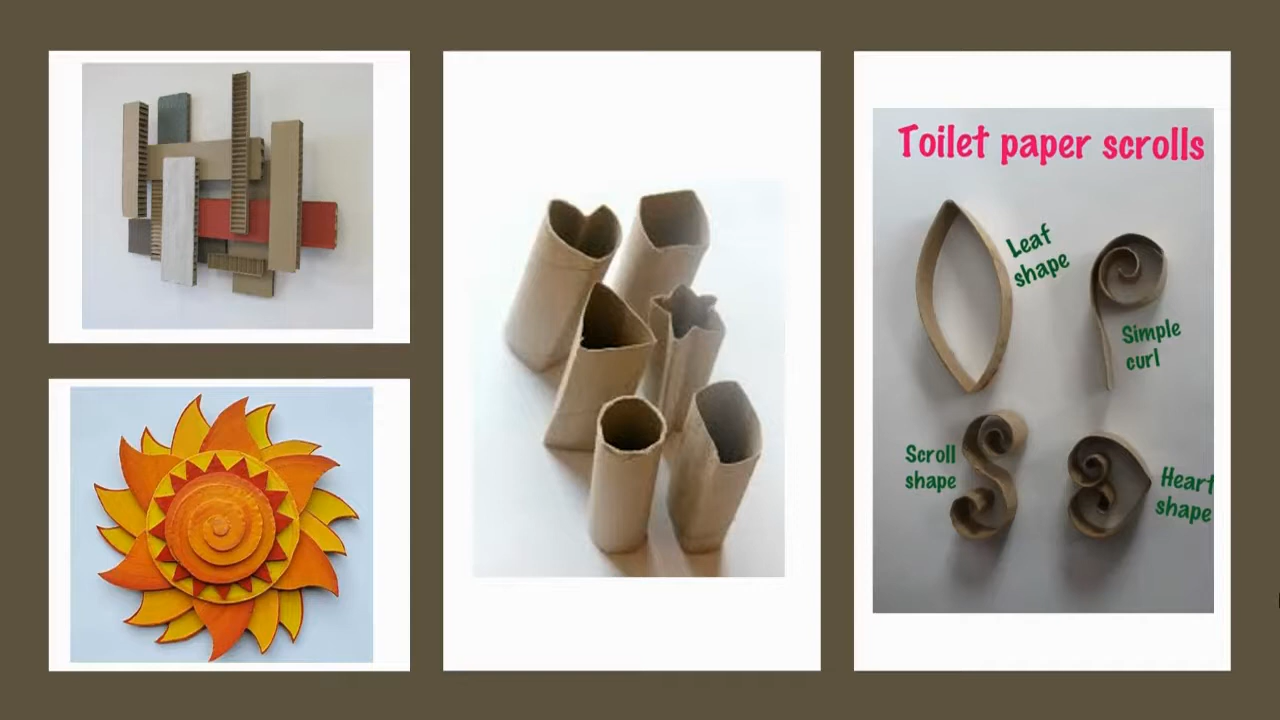 Toilet paper scrolls
Leaf
shape
Simple
curl
Scroll
shape
Heart
shape